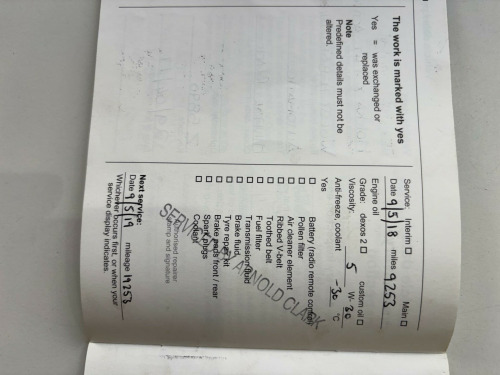 The work is marked with yes
Yes = was exchanged or
replaced
Note
Predefined details must not be
altered.
Service Interim □ Main □
Date 9/5/18 miles 9253
Engine oil
Grade: dexos 2 □ custom oil □
Viscosity: 5 W- 30
Anti-freeze, coolant -30 °C
Yes
□ Battery (radio remote control)
□ Pollen filter
□ Air cleaner element
□ Ribbed V-belt
□ Toothed belt
□ Fuel filter
□ Transmission fluid
□ Brake fluid
□ Tyre repair kit
□ Brake pads front / rear
□ Spark plugs
□ Coolant
ARNOLD CLARK
repairer
stamp and signature
Next service:
Date 9/5/19 mileage 19253
Whichever occurs first, or when your
service display indicates.